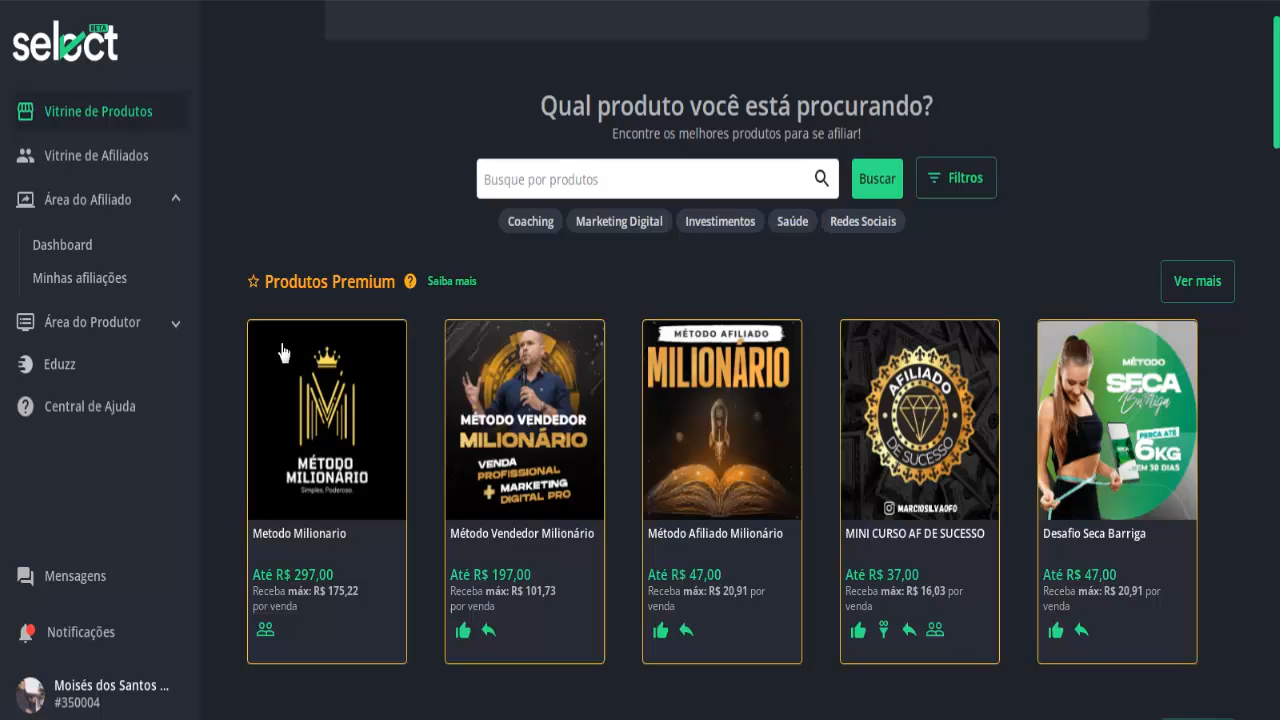 select
BETA
Vitrine de Produtos
Vitrine de Afiliados
Área do Afiliado
Dashboard
Minhas afiliações
Área do Produtor
Eduzz
Central de Ajuda
Mensagens
Notificações
Moisés dos Santos ...
#350004
Qual produto você está procurando?
Encontre os melhores produtos para se afiliar!
Busque por produtos
Buscar
Filtros
Coaching
Marketing Digital
Investimentos
Saúde
Redes Sociais
Produtos Premium
Saiba mais
Ver mais
MÉTODO
MILIONÁRIO
Simples, Poderoso.
Metodo Milionario
Até R$ 297,00
Receba máx: R$ 175,22
por venda
MÉTODO VENDEDOR
MILIONÁRIO
VENDA
PROFISSIONAL
+ MARKETING
DIGITAL PRO
Método Vendedor Milionário
Até R$ 197,00
Receba máx: R$ 101,73
por venda
MÉTODO AFILIADO
MILIONÁRIO
Método Afiliado Milionário
Até R$ 47,00
Receba máx: R$ 20,91 por
venda
AFILIADO
DE SUCESSO
MARCIOSILVAOFO
MINI CURSO AF DE SUCESSO
Até R$ 37,00
Receba máx: R$ 16,03 por
venda
MÉTODO
SECA
Barriga
PERCA ATÉ
6KG
EM 30 DIAS
Desafio Seca Barriga
Até R$ 47,00
Receba máx: R$ 20,91 por
venda